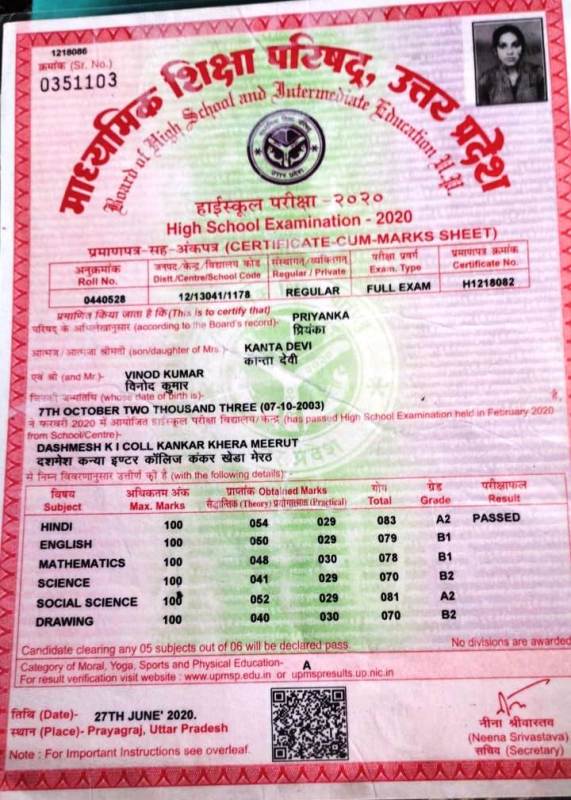 1218086
क्रमांक (Sr. No.)
0351103
माध्यमिक शिक्षा परिषद्, उत्तर प्रदेश
Board of High School and Intermediate Education U.P.
हाईस्कूल परीक्षा -२०२०
High School Examination - 2020
प्रमाणपत्र-सह-अंकपत्र (CERTIFICATE-CUM-MARKS SHEET)
अनुक्रमांक जनपद/केन्द्र/विद्यालय कोड संस्थागत/व्यक्तिगत परीक्षा प्रवर्ग प्रमाणपत्र क्रमांक
Roll No. Distt./Centre/School Code Regular / Private Exam. Type Certificate No.
0440528 12/13041/1178 REGULAR FULL EXAM H1218082
प्रमाणित किया जाता है कि (This is to certify that) PRIYANKA
परिषद् के अभिलेखानुसार (according to the Board's record)- प्रियंका
आत्मज/आत्मजा श्रीमती (son/daughter of Mrs.) KANTA DEVI
कान्ता देवी
एवं श्री (and Mr.)- VINOD KUMAR
विनोद कुमार
जिनकी जन्मतिथि (whose date of birth is)- है,
7TH OCTOBER TWO THOUSAND THREE (07-10-2003)
ने फरवरी 2020 में आयोजित हाईस्कूल परीक्षा विद्यालय/केन्द्र (has passed High School Examination held in February 2020
from School/Centre)-
DASHMESH K I COLL KANKAR KHERA MEERUT
दशमेश कन्या इण्टर कॉलिज कंकर खेडा मेरठ
से निम्न विवरणानुसार उत्तीर्ण की है (with the following details):
विषय अधिकतम अंक प्राप्तांक Obtained Marks योग ग्रेड परीक्षाफल
Subject Max. Marks सैद्धान्तिक (Theory) प्रयोगात्मक (Practical) Total Grade Result
HINDI 100 054 029 083 A2 PASSED
ENGLISH 100 050 029 079 B1
MATHEMATICS 100 048 030 078 B1
SCIENCE 100 041 029 070 B2
SOCIAL SCIENCE 100 052 029 081 A2
DRAWING 100 040 030 070 B2
Candidate clearing any 05 subjects out of 06 will be declared pass. No divisions are awarded
Category of Moral, Yoga, Sports and Physical Education- A
For result verification visit website : www.upmsp.edu.in or upmspresults.up.nic.in
तिथि (Date)- 27TH JUNE' 2020.
स्थान (Place)- Prayagraj, Uttar Pradesh
Note : For Important Instructions see overleaf.
नीना श्रीवास्तव
(Neena Srivastava)
सचिव (Secretary)